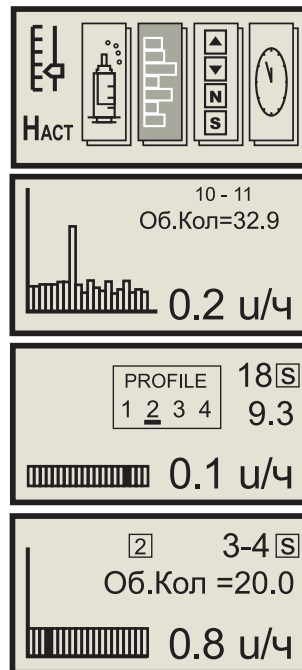 N
S
НАСТ
10 - 11
Об.Кол=32.9
0.2 u/ч
PROFILE
1 2 3 4
18 S
9.3
0.1 u/ч
2 3-4 S
Об.Кол =20.0
0.8 u/ч